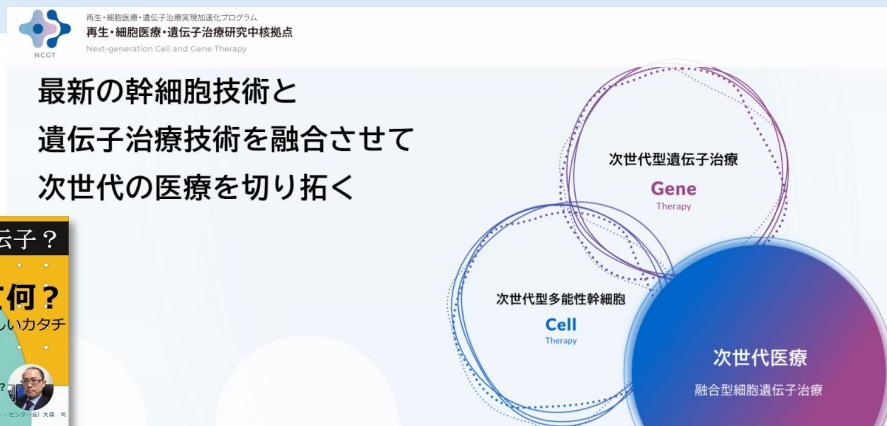 再生・細胞医療・遺伝子治療実現加速化プログラム
再生・細胞医療・遺伝子治療研究中核拠点
Next-generation Cell and Gene Therapy
NCGT
最新の幹細胞技術と
遺伝子治療技術を融合させて
次世代の医療を切り拓く
次世代型遺伝子治療
Gene
Therapy
次世代型多能性幹細胞
Cell
Therapy
次世代医療
融合型細胞遺伝子治療
伝子？
何？
しいカタチ